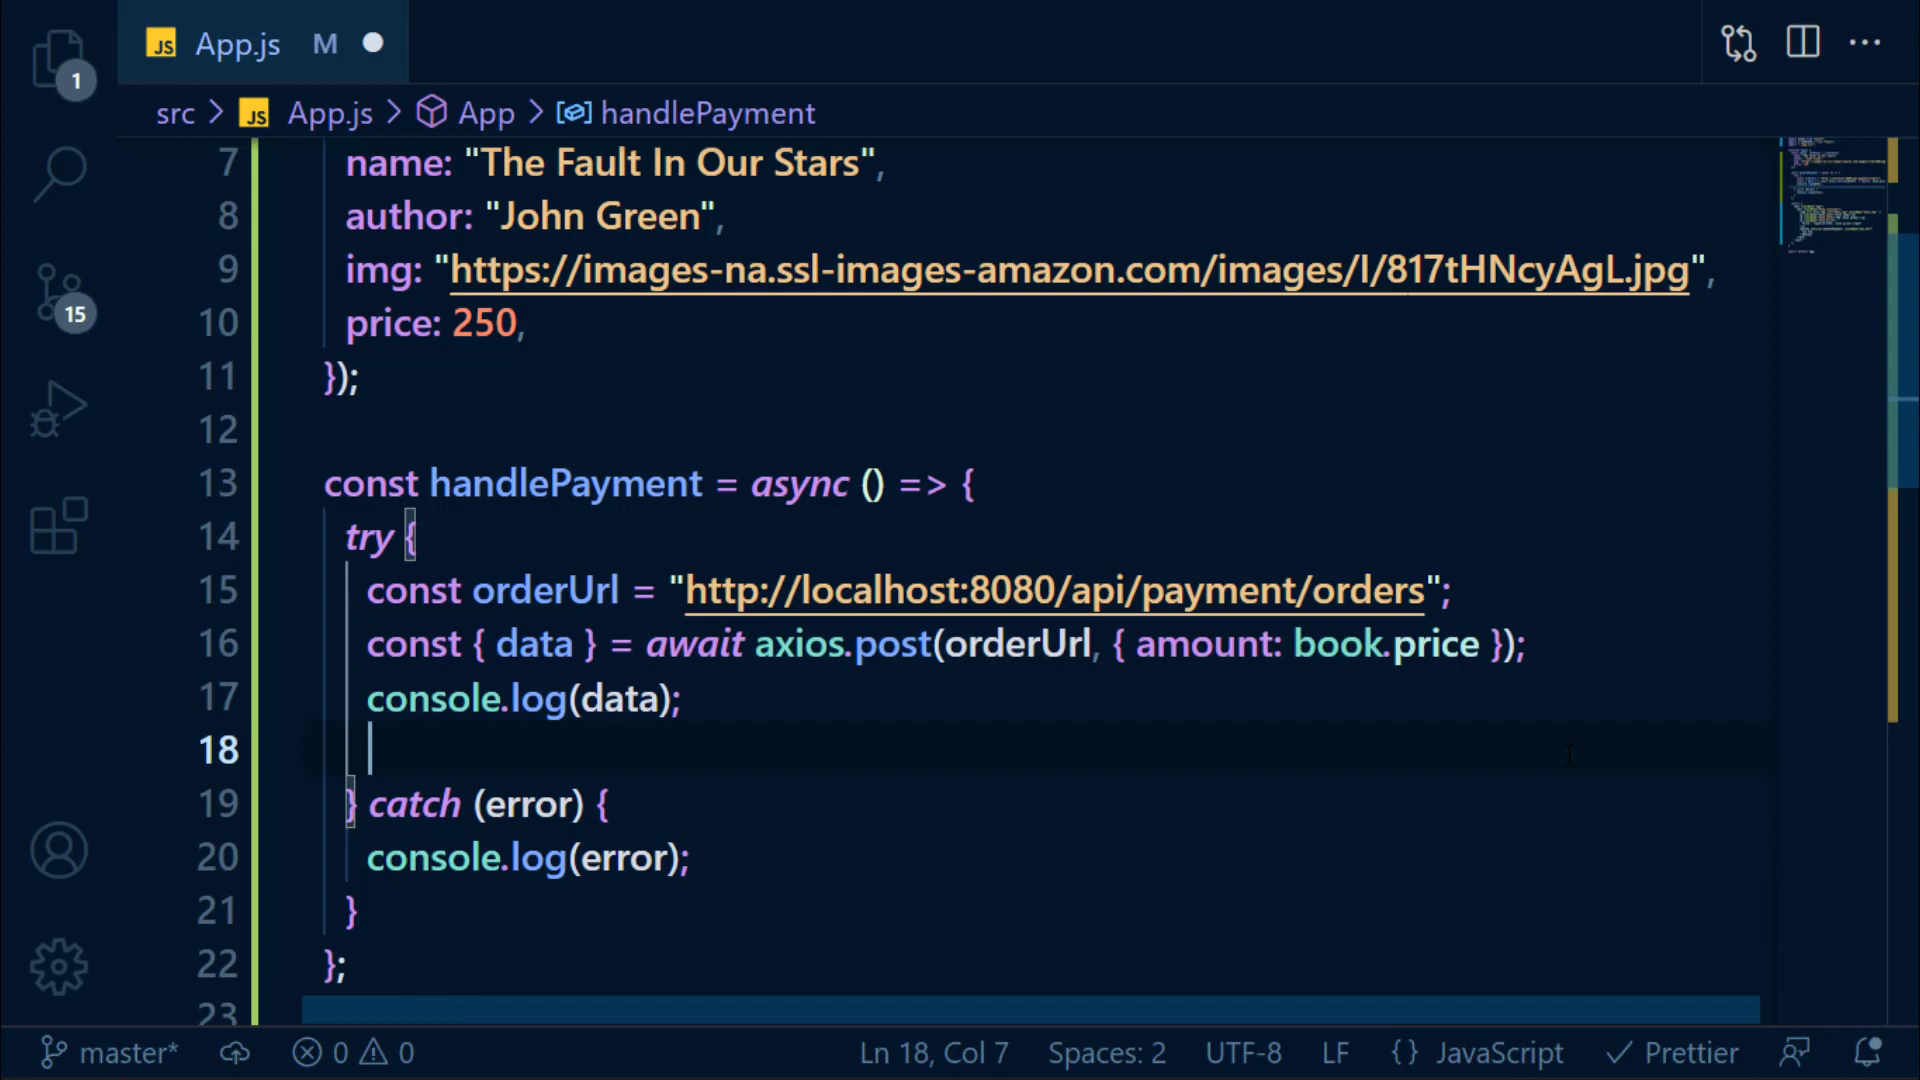 JS App.js M
1
src > JS App.js > App > handlePayment
7 name: "The Fault In Our Stars",
8 author: "John Green",
9 img: "https://images-na.ssl-images-amazon.com/images/I/817tHNcyAgL.jpg",
10 price: 250,
15
11 });
12
13 const handlePayment = async () => {
14 try {
15 const orderUrl = "http://localhost:8080/api/payment/orders";
16 const { data } = await axios.post(orderUrl, { amount: book.price });
17 console.log(data);
18
19 } catch (error) {
20 console.log(error);
21 }
22 };
23
master* 0 0 Ln 18, Col 7 Spaces: 2 UTF-8 LF {} JavaScript Prettier